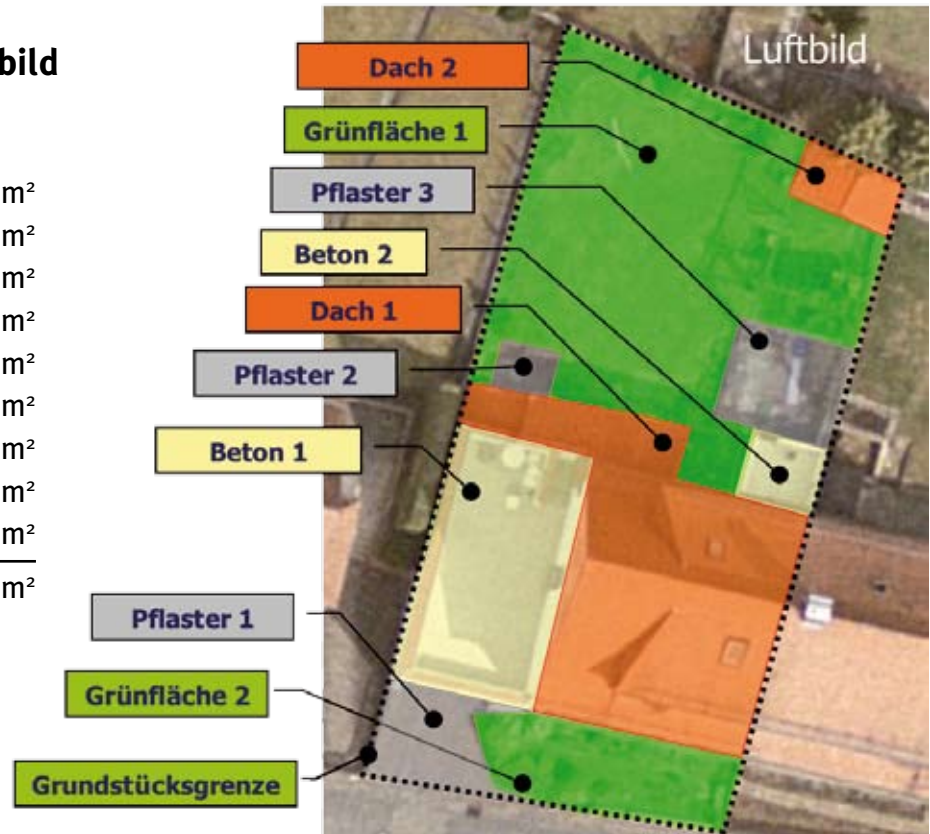 bild
Luftbild
Dach 2
Grünfläche 1
m²
Pflaster 3
m²
Beton 2
m²
Dach 1
m²
Pflaster 2
m²
m²
Beton 1
m²
m²
m²
m²
Pflaster 1
Grünfläche 2
Grundstücksgrenze